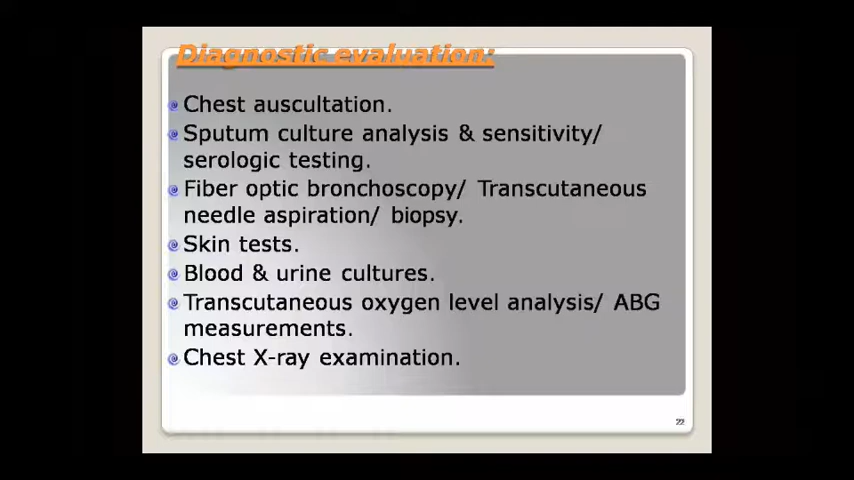 Diagnostic evaluation:
Chest auscultation.
Sputum culture analysis & sensitivity/
serologic testing.
Fiber optic bronchoscopy/ Transcutaneous
needle aspiration/ biopsy.
Skin tests.
Blood & urine cultures.
Transcutaneous oxygen level analysis/ ABG
measurements.
Chest X-ray examination.
22